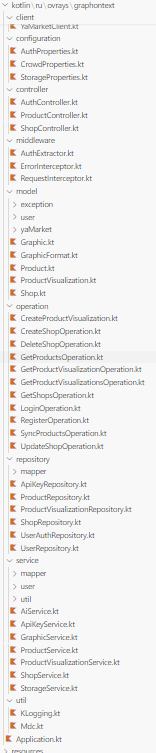 kotlin\ru\ovrays\graphontext
client
YaMarketClient.kt
configuration
AuthProperties.kt
CrowdProperties.kt
StorageProperties.kt
controller
AuthController.kt
ProductController.kt
ShopController.kt
middleware
AuthExtractor.kt
ErrorInterceptor.kt
RequestInterceptor.kt
model
exception
user
yaMarket
Graphic.kt
GraphicFormat.kt
Product.kt
ProductVisualization.kt
Shop.kt
operation
CreateProductVisualization.kt
CreateShopOperation.kt
DeleteShopOperation.kt
GetProductsOperation.kt
GetProductVisualizationOperation.kt
GetProductVisualizationsOperation.kt
GetShopsOperation.kt
LoginOperation.kt
RegisterOperation.kt
SyncProductsOperation.kt
UpdateShopOperation.kt
repository
mapper
ApiKeyRepository.kt
ProductRepository.kt
ProductVisualizationRepository.kt
ShopRepository.kt
UserAuthRepository.kt
UserRepository.kt
service
mapper
user
util
AiService.kt
ApiKeyService.kt
GraphicService.kt
ProductService.kt
ProductVisualizationService.kt
ShopService.kt
StorageService.kt
util
KLogging.kt
Mdc.kt
Application.kt
resources